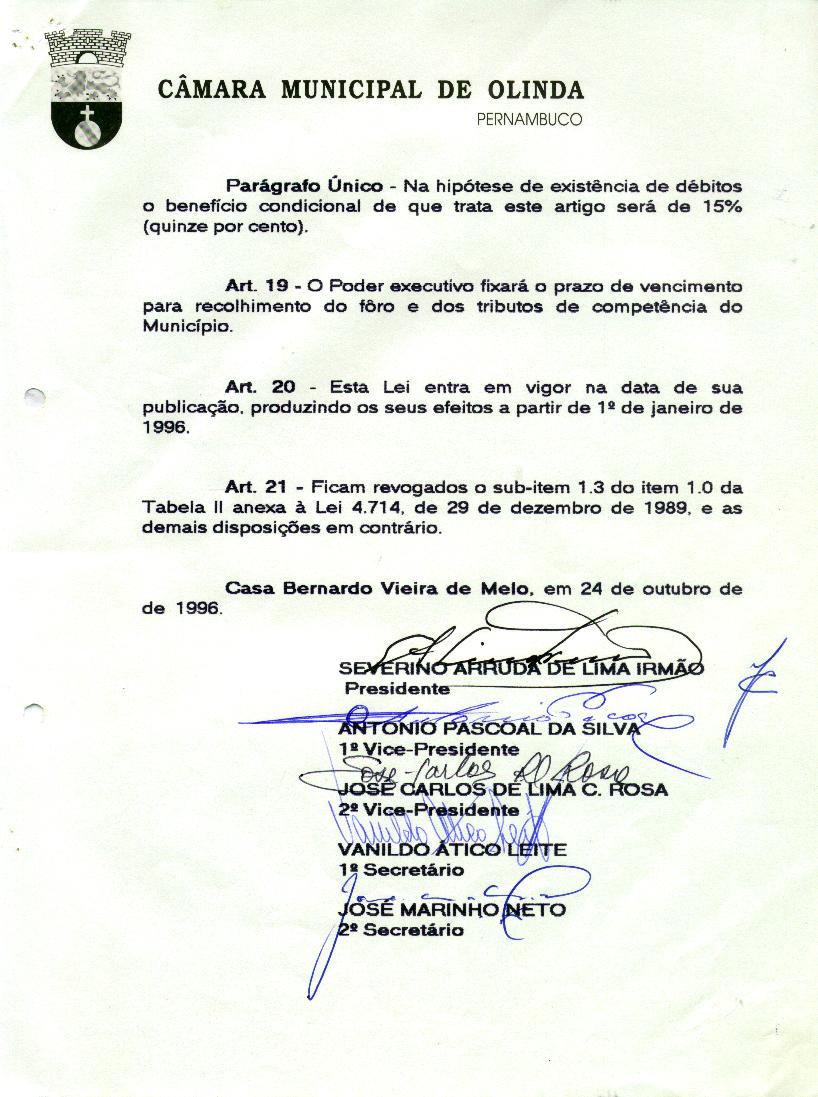 CÂMARA MUNICIPAL DE OLINDA
PERNAMBUCO
Parágrafo Único - Na hipótese de existência de débitos
o benefício condicional de que trata este artigo será de 15%
(quinze por cento).
Art. 19 - O Poder executivo fixará o prazo de vencimento
para recolhimento do fôro e dos tributos de competência do
Município.
Art. 20 - Esta Lei entra em vigor na data de sua
publicação, produzindo os seus efeitos a partir de 1º de janeiro de
1996.
Art. 21 - Ficam revogados o sub-item 1.3 do item 1.0 da
Tabela II anexa à Lei 4.714, de 29 de dezembro de 1989, e as
demais disposições em contrário.
Casa Bernardo Vieira de Melo, em 24 de outubro de
de 1996.
SEVERINO ARRUDA DE LIMA IRMÃO
Presidente
ANTONIO PASCOAL DA SILVA
1º Vice-Presidente
Jose Carlos
JOSÉ CARLOS DE LIMA C. ROSA
2º Vice-Presidente
VANILDO ÁTICO LEITE
1º Secretário
JOSÉ MARINHO NETO
2º Secretário